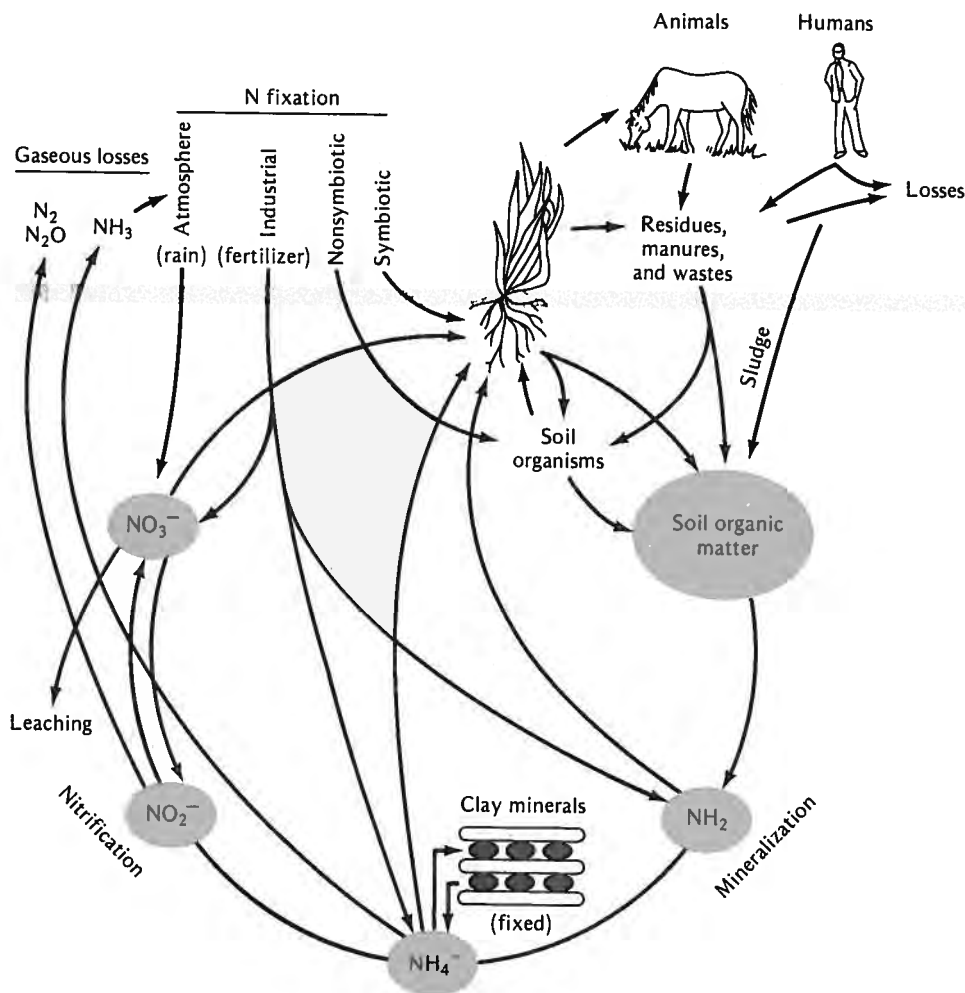 Animals
Humans
N fixation
Gaseous losses
Atmosphere
(rain)
Industrial
(fertilizer)
Nonsymbiotic
Symbiotic
N₂
N₂O
NH₃
Losses
Residues,
manures,
and wastes
Sludge
Soil
organisms
NO₃⁻
Soil organic
matter
Leaching
Nitrification
NO₂⁻
Clay minerals
(fixed)
NH₂
Mineralization
NH₄⁻